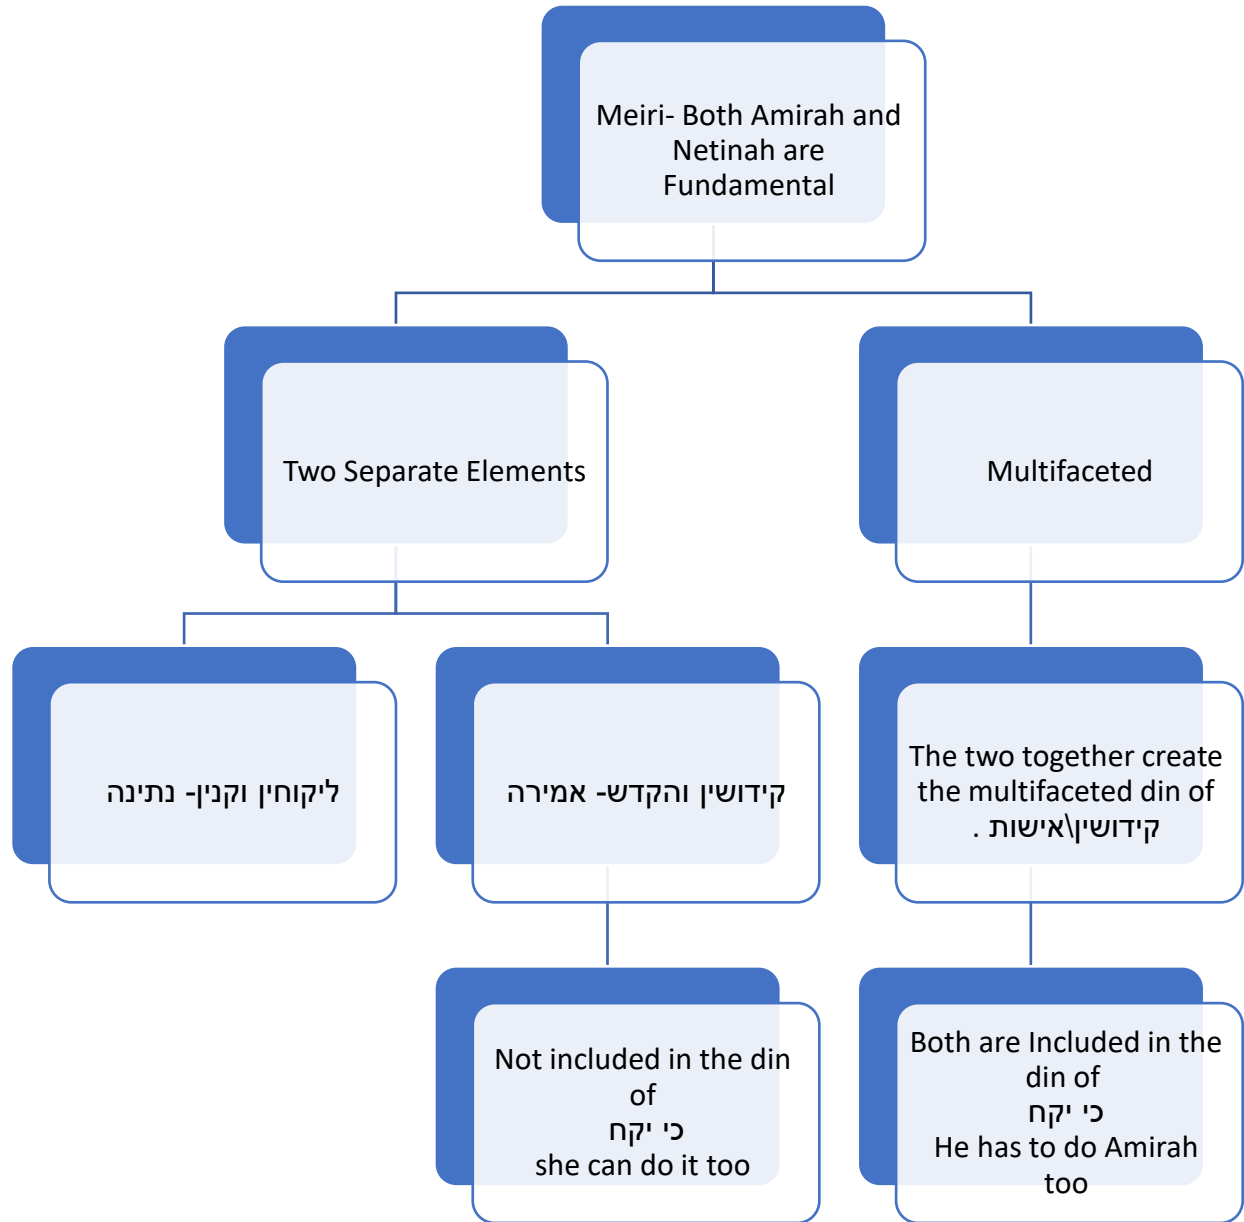 Meiri- Both Amirah and
Netinah are
Fundamental
Two Separate Elements
Multifaceted
ליקוחין וקנין- נתינה
קידושין והקדש- אמירה
The two together create
the multifaceted din of
קידושין\אישות .
Not included in the din
of
כי יקח
she can do it too
Both are Included in the
din of
כי יקח
He has to do Amirah
too